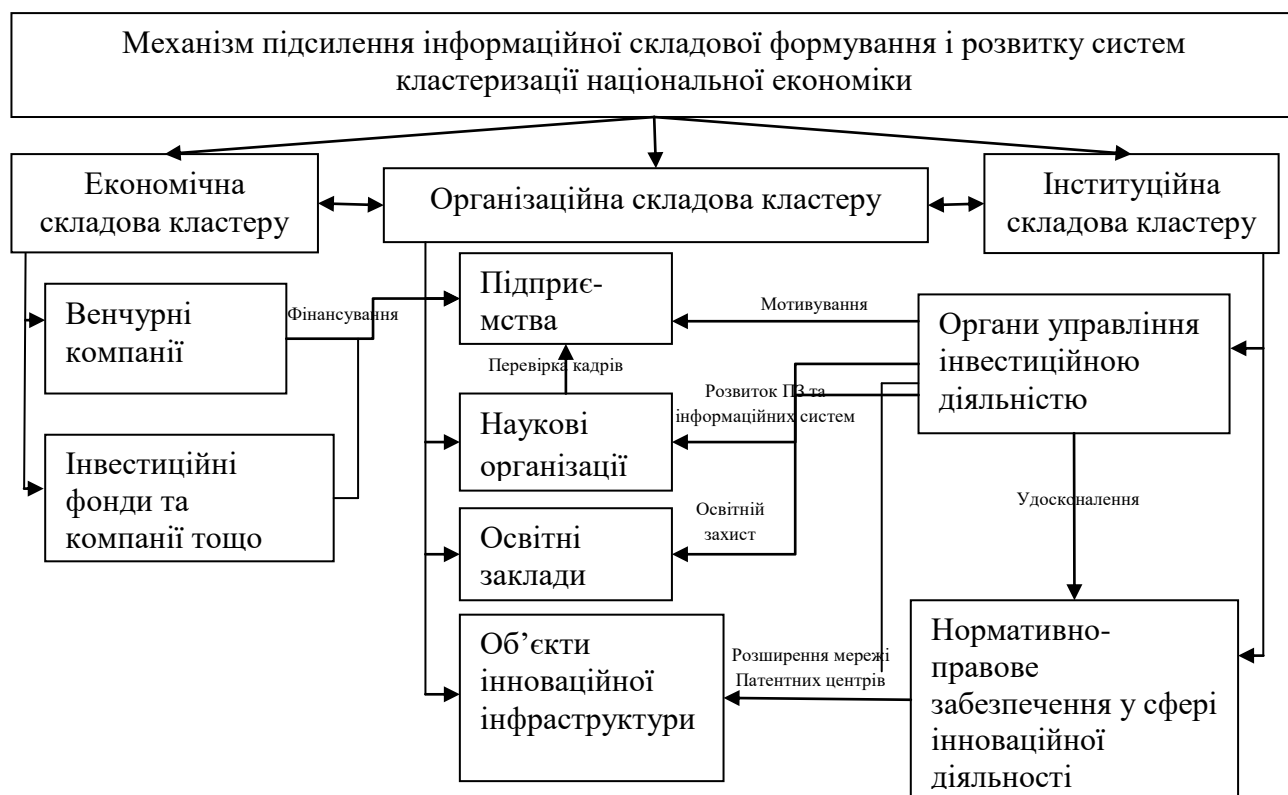 Механізм підсилення інформаційної складової формування і розвитку систем
кластеризації національної економіки
Економічна
складова кластеру
Організаційна складова кластеру
Інституційна
складова кластеру
Венчурні
компанії
Фінансування
Підприє-
мства
Мотивування
Органи управління
інвестиційною
діяльністю
Перевірка кадрів
Розвиток ПЗ та
інформаційних систем
Наукові
організації
Інвестиційні
фонди та
компанії тощо
Удосконалення
Освітній
захист
Освітні
заклади
Об’єкти
інноваційної
інфраструктури
Розширення мережі
Патентних центрів
Нормативно-
правове
забезпечення у сфері
інноваційної
діяльності